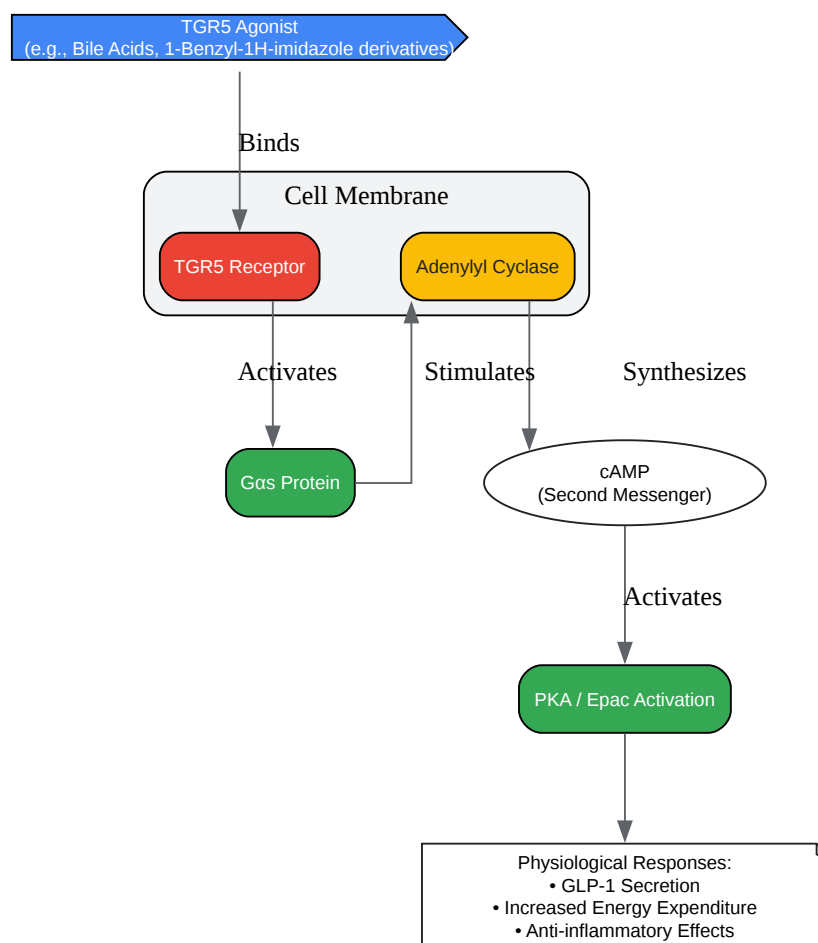 TGR5 Agonist
(e.g., Bile Acids, 1-Benzyl-1H-imidazole derivatives)
Binds
Cell Membrane
TGR5 Receptor
Adenylyl Cyclase
Activates
Stimulates
Synthesizes
Gαs Protein
cAMP
(Second Messenger)
Activates
PKA / Epac Activation
Physiological Responses:
• GLP-1 Secretion
• Increased Energy Expenditure
• Anti-inflammatory Effects